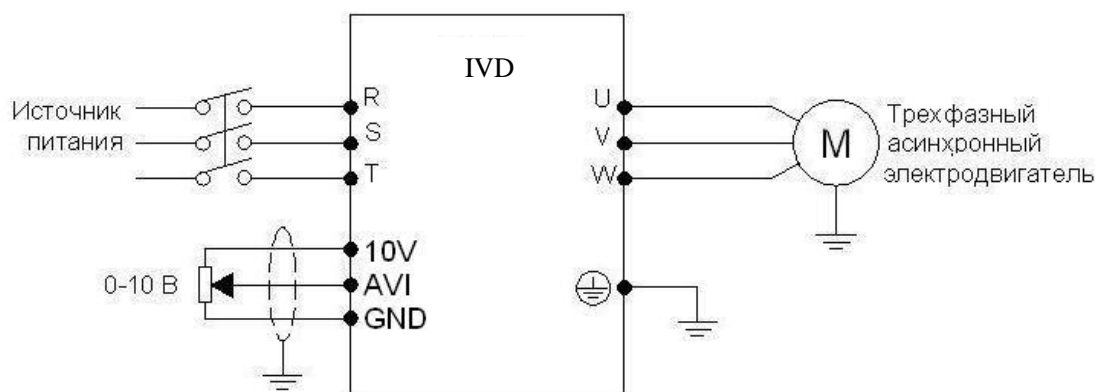 IVD
Источник
питания
R
S
T
U
V
W
M
Трехфазный
асинхронный
электродвигатель
0-10 В
10V
AVI
GND